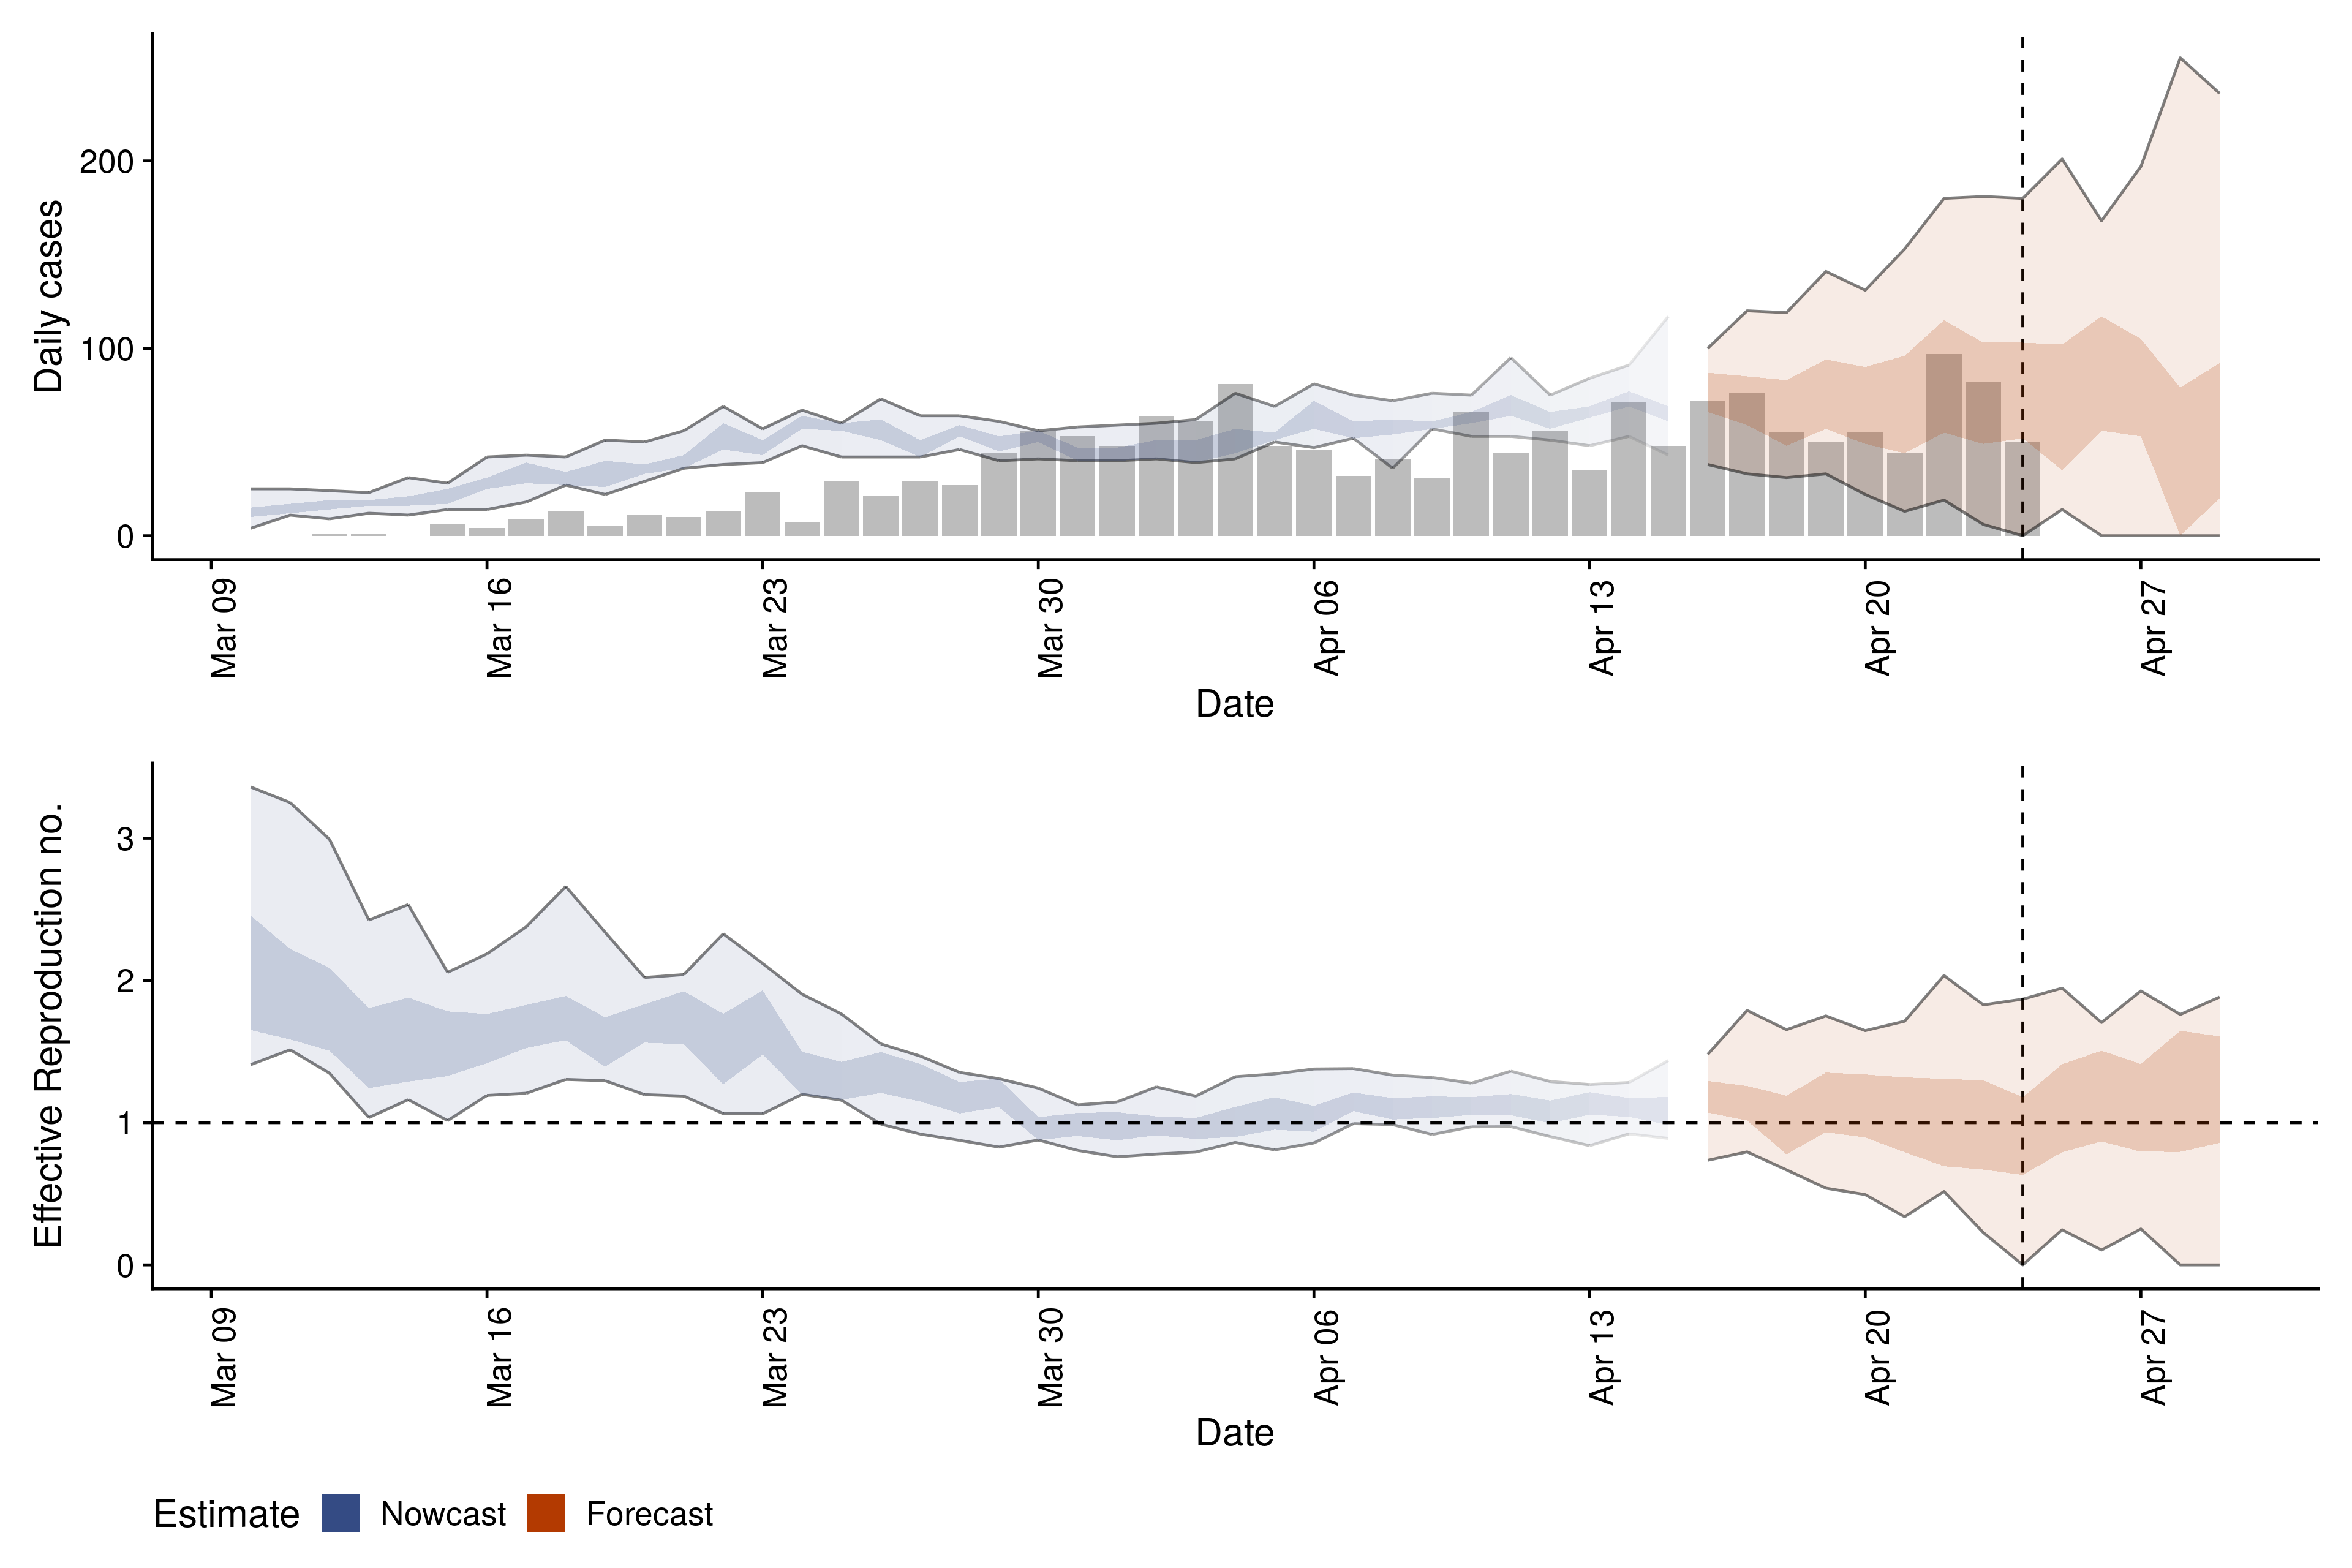 Daily cases
200
100
0
Mar 09
Mar 16
Mar 23
Mar 30
Apr 06
Apr 13
Apr 20
Apr 27
Date
Effective Reproduction no.
3
2
1
0
Mar 09
Mar 16
Mar 23
Mar 30
Apr 06
Apr 13
Apr 20
Apr 27
Date
Estimate Nowcast Forecast